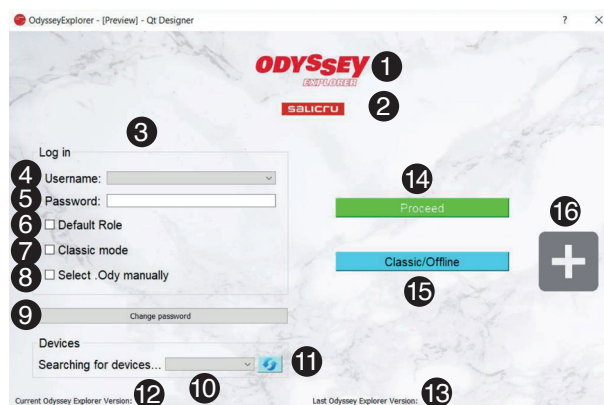 OdysseyExplorer - [Preview] - Qt Designer
? ×
ODYSSEY 1
EXPLORER
SALICRU 2
3
Log in
4 Username:
5 Password:
6 Default Role
7 Classic mode
8 Select .Ody manually
14
Proceed
16
Classic/Offline
15
9 Change password
Devices
Searching for devices... 11
10
Current Odyssey Explorer Version: 12
Last Odyssey Explorer Version: 13